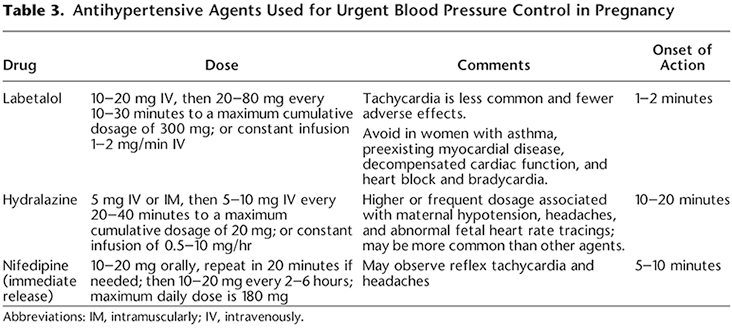 Table 3. Antihypertensive Agents Used for Urgent Blood Pressure Control in Pregnancy
Drug Dose Comments Onset of Action
Labetalol 10–20 mg IV, then 20–80 mg every Tachycardia is less common and fewer 1–2 minutes
10–30 minutes to a maximum cumulative adverse effects.
dosage of 300 mg; or constant infusion Avoid in women with asthma,
1–2 mg/min IV preexisting myocardial disease,
decompensated cardiac function, and
heart block and bradycardia.
Hydralazine 5 mg IV or IM, then 5–10 mg IV every Higher or frequent dosage associated 10–20 minutes
20–40 minutes to a maximum with maternal hypotension, headaches,
cumulative dosage of 20 mg; or constant and abnormal fetal heart rate tracings;
infusion of 0.5–10 mg/hr may be more common than other agents.
Nifedipine 10–20 mg orally, repeat in 20 minutes if May observe reflex tachycardia and 5–10 minutes
(immediate needed; then 10–20 mg every 2–6 hours; headaches
release) maximum daily dose is 180 mg
Abbreviations: IM, intramuscularly; IV, intravenously.